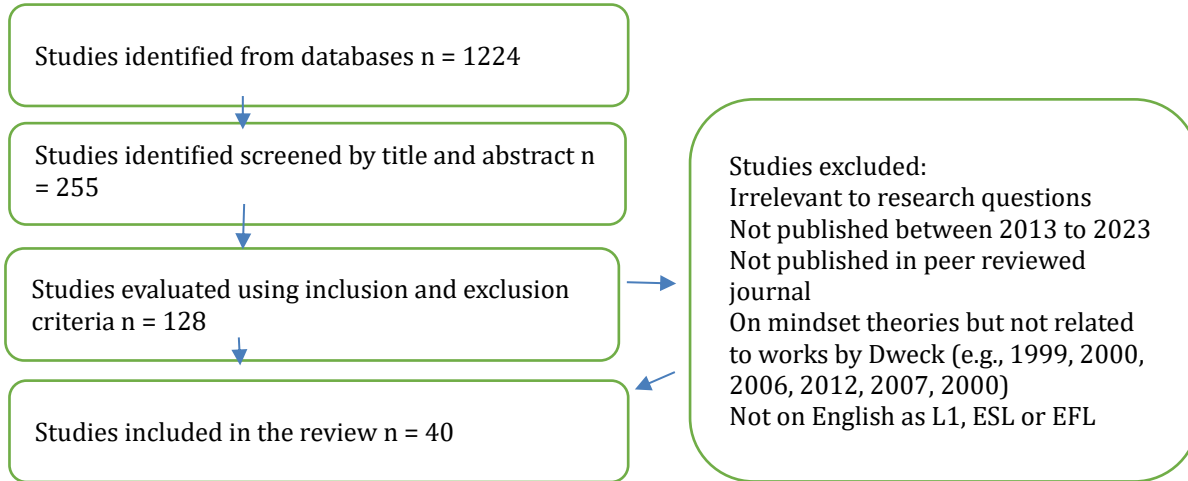 Studies identified from databases n = 1224
Studies identified screened by title and abstract n
= 255
Studies evaluated using inclusion and exclusion
criteria n = 128
Studies included in the review n = 40
Studies excluded:
Irrelevant to research questions
Not published between 2013 to 2023
Not published in peer reviewed
journal
On mindset theories but not related
to works by Dweck (e.g., 1999, 2000,
2006, 2012, 2007, 2000)
Not on English as L1, ESL or EFL